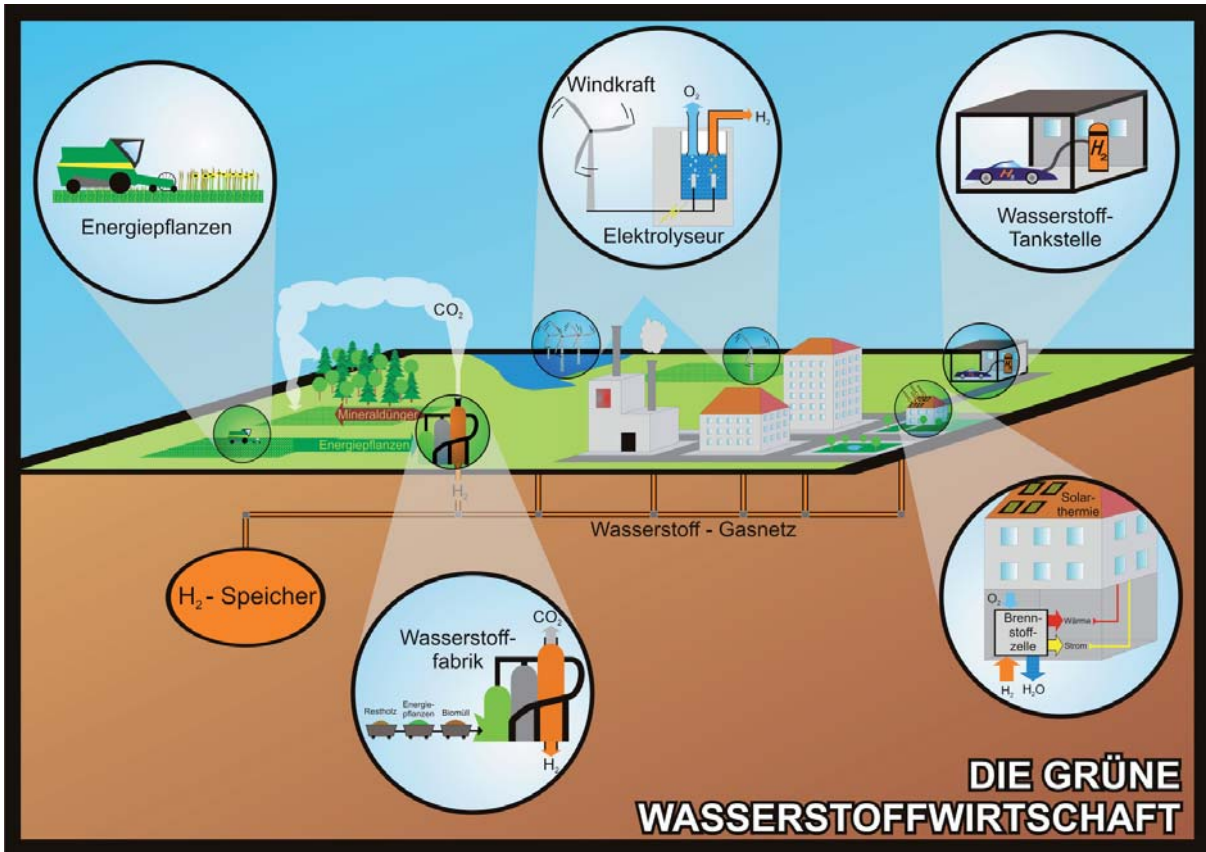 Windkraft
O₂
H₂
Elektrolyseur
Energiepflanzen
H₂
H₂
Wasserstoff-
Tankstelle
CO₂
Mineraldünger
Energiepflanzen
H₂
Wasserstoff - Gasnetz
H₂ - Speicher
CO₂
Wasserstoff-
fabrik
Restholz
Energie-
pflanzen
Biomüll
H₂
Solar-
thermie
O₂
Brenn-
stoff-
zelle
Wärme
Strom
H₂
H₂O
DIE GRÜNE
WASSERSTOFFWIRTSCHAFT